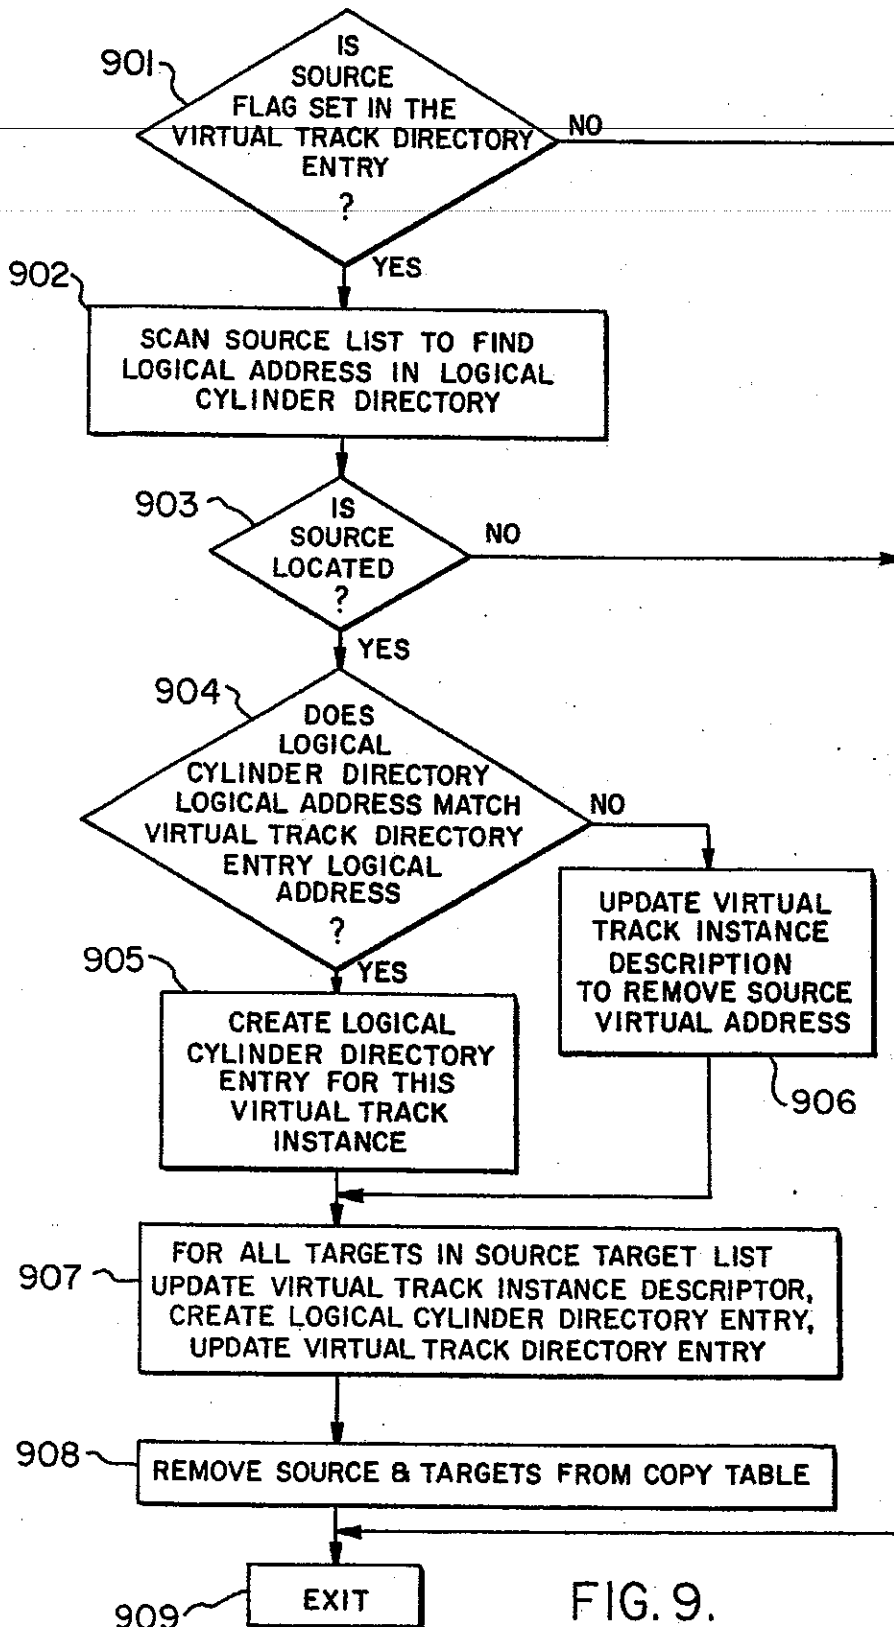 901
IS
SOURCE
FLAG SET IN THE
VIRTUAL TRACK DIRECTORY
ENTRY
?
NO
YES
902
SCAN SOURCE LIST TO FIND
LOGICAL ADDRESS IN LOGICAL
CYLINDER DIRECTORY
903
IS
SOURCE
LOCATED
?
NO
YES
904
DOES
LOGICAL
CYLINDER DIRECTORY
LOGICAL ADDRESS MATCH
VIRTUAL TRACK DIRECTORY
ENTRY LOGICAL
ADDRESS
?
NO
YES
905
CREATE LOGICAL
CYLINDER DIRECTORY
ENTRY FOR THIS
VIRTUAL TRACK
INSTANCE
UPDATE VIRTUAL
TRACK INSTANCE
DESCRIPTION
TO REMOVE SOURCE
VIRTUAL ADDRESS
906
907
FOR ALL TARGETS IN SOURCE TARGET LIST
UPDATE VIRTUAL TRACK INSTANCE DESCRIPTOR,
CREATE LOGICAL CYLINDER DIRECTORY ENTRY,
UPDATE VIRTUAL TRACK DIRECTORY ENTRY
908
REMOVE SOURCE & TARGETS FROM COPY TABLE
909
EXIT
FIG. 9.